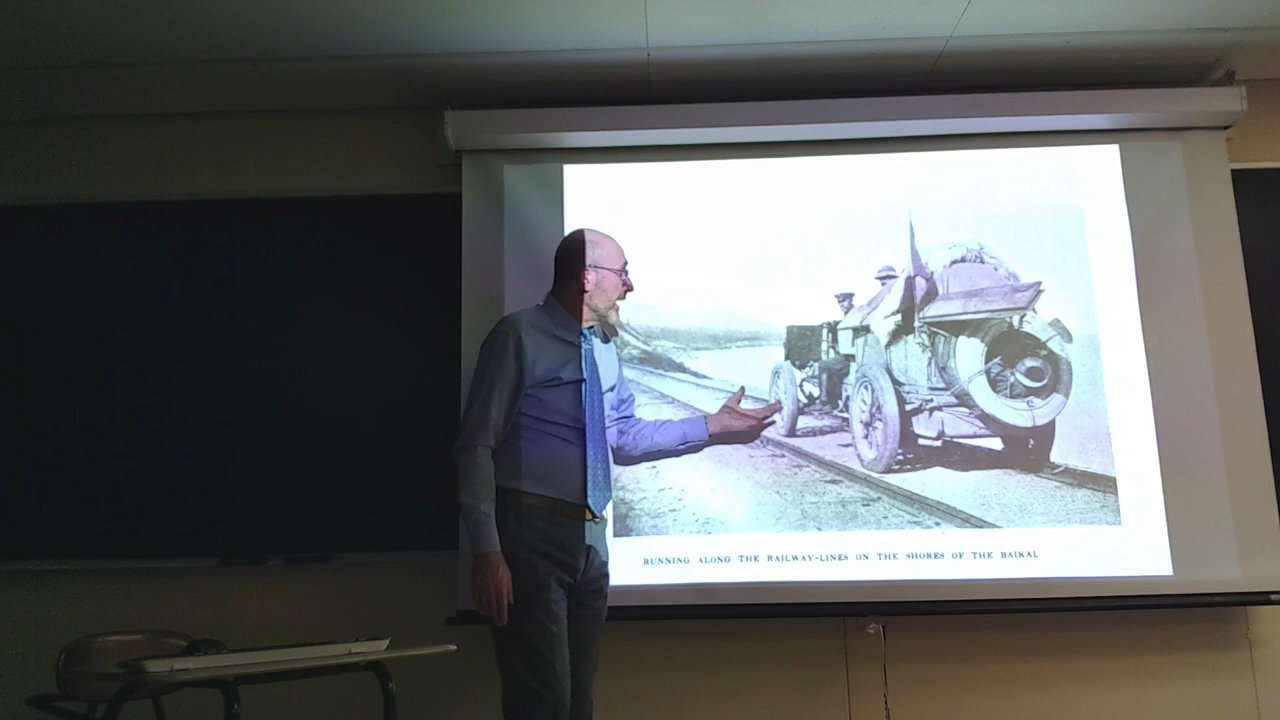 RUNNING ALONG THE RAILWAY-LINES ON THE SHORES OF THE BAIKAL